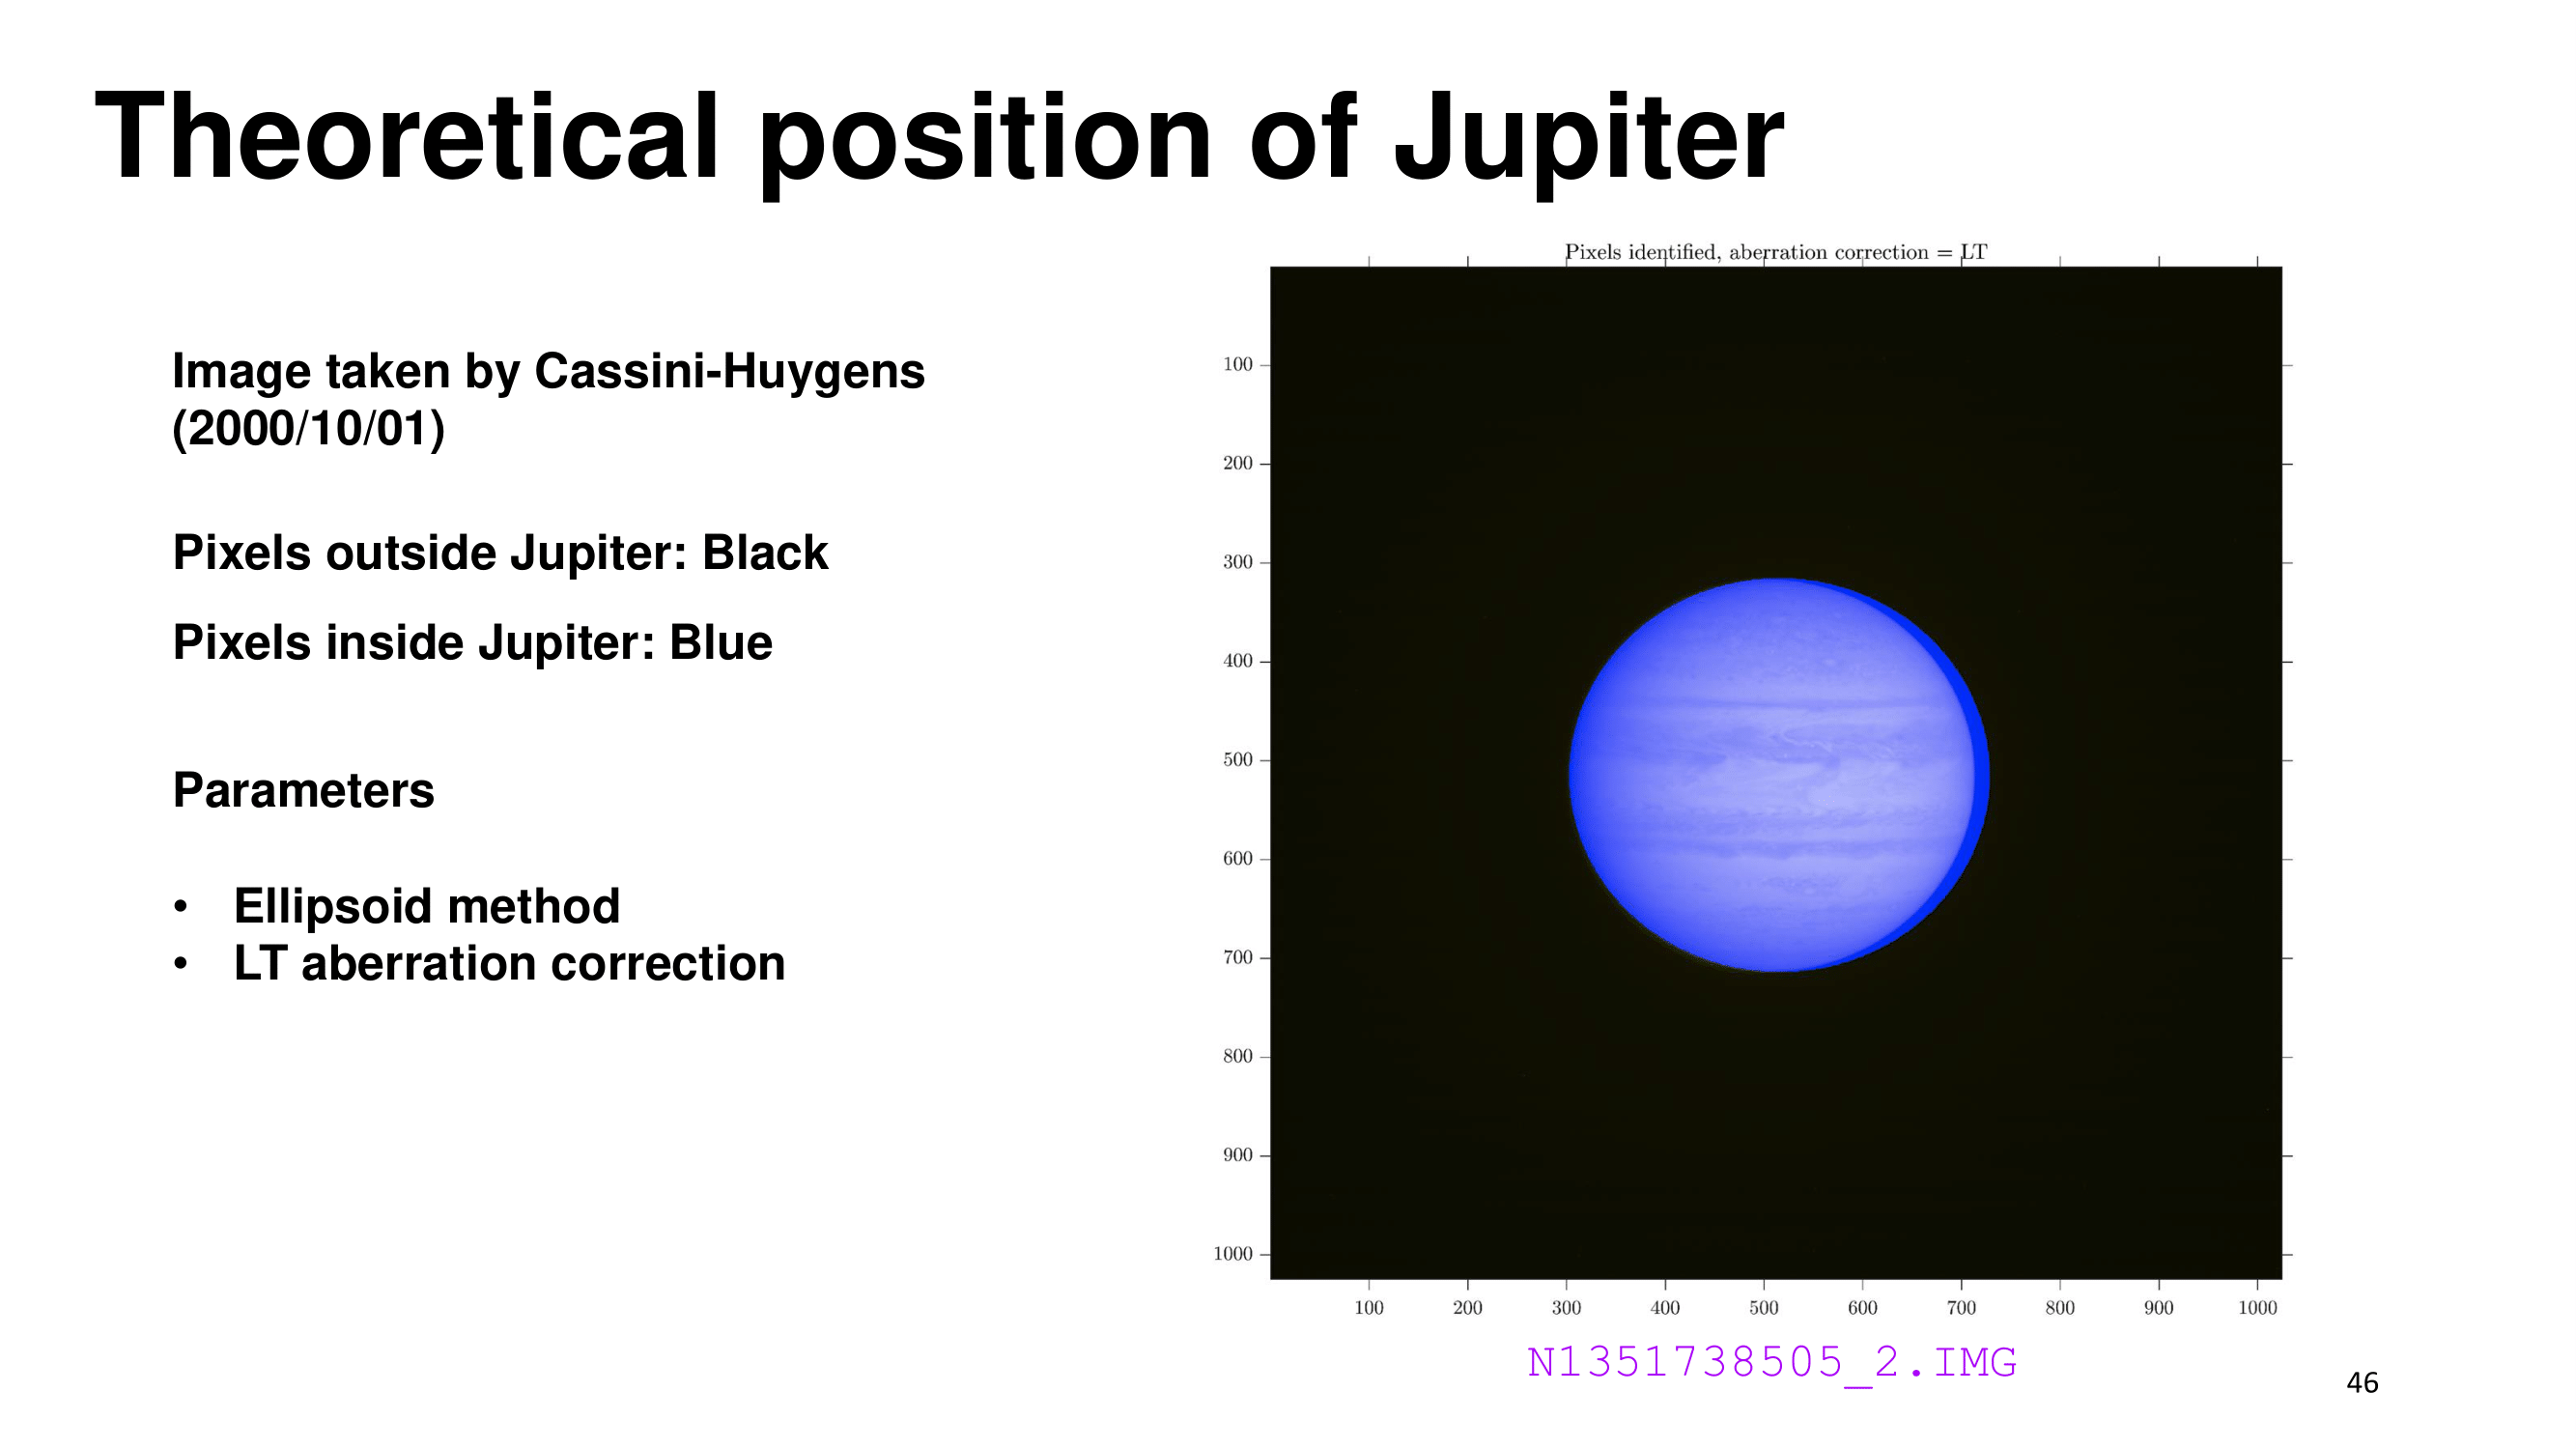 Theoretical position of Jupiter
Image taken by Cassini-Huygens
(2000/10/01)
Pixels outside Jupiter: Black
Pixels inside Jupiter: Blue
Parameters
• Ellipsoid method
• LT aberration correction
Pixels identified, aberration correction = LT
100
200
300
400
500
600
700
800
900
1000
100 200 300 400 500 600 700 800 900 1000
N1351738505_2.IMG
46